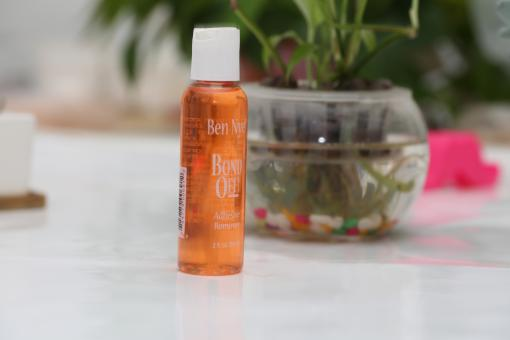 Ben Nye
BOND
OFF!
Adhesive
Remover